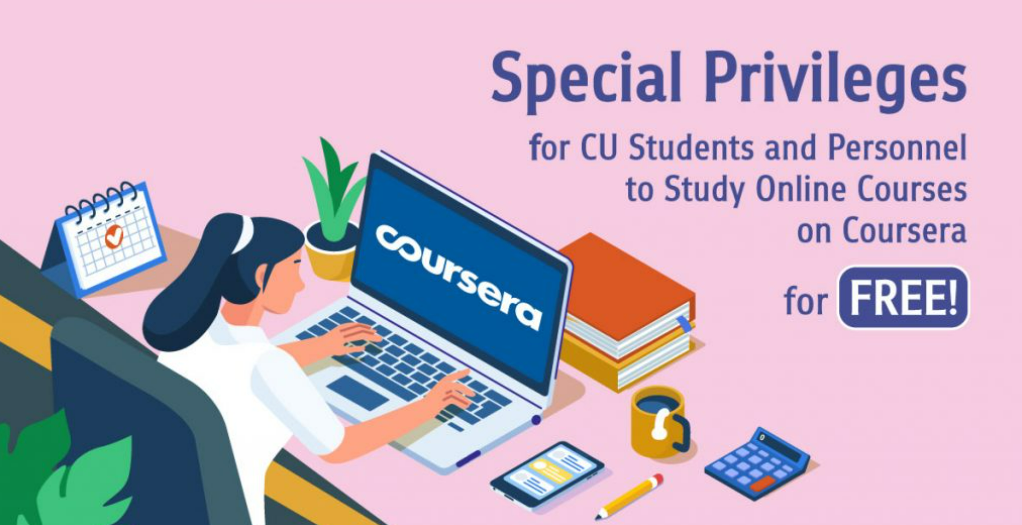 Special Privileges
for CU Students and Personnel
to Study Online Courses
on Coursera
for FREE!
coursera